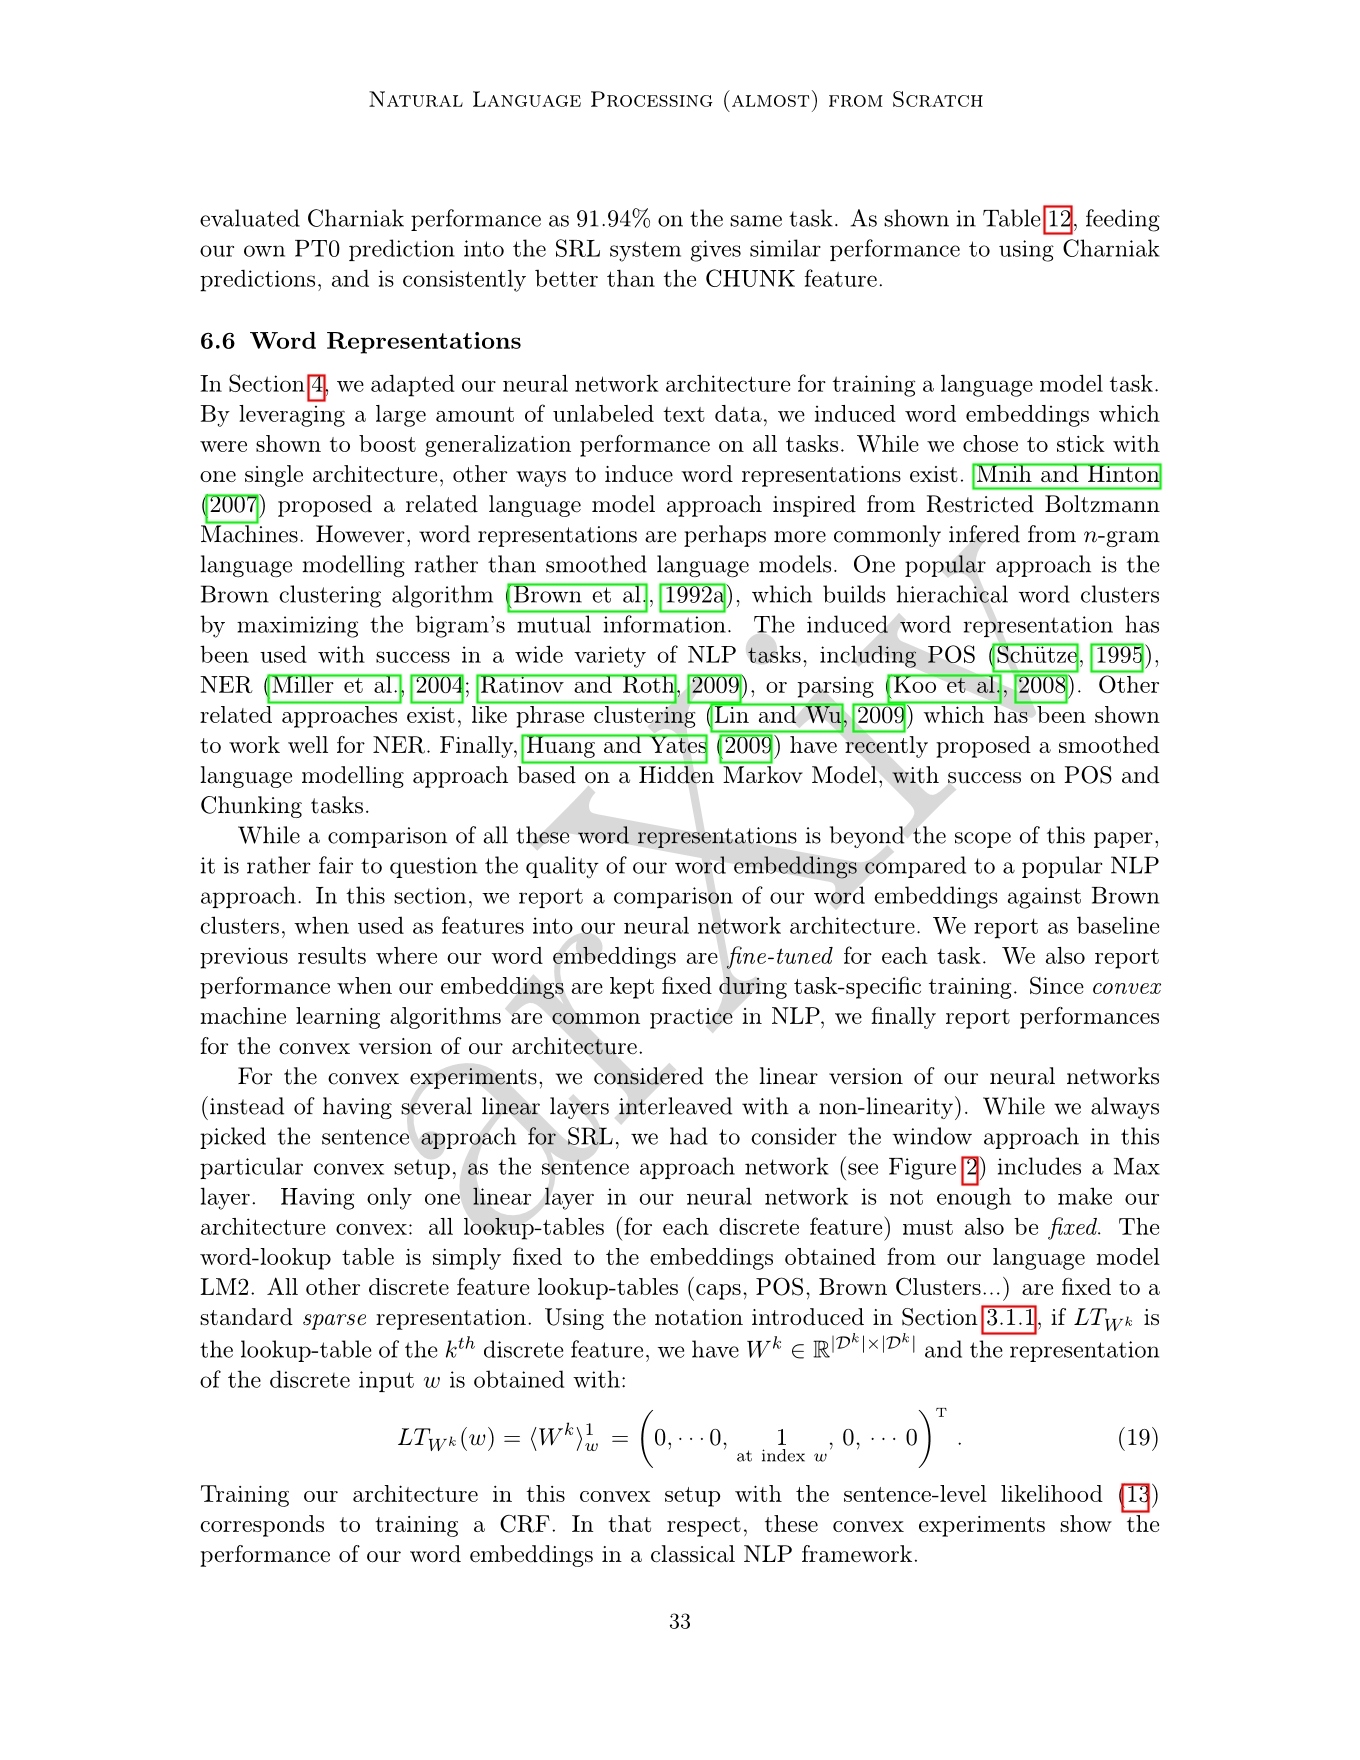 Natural Language Processing (almost) from Scratch
evaluated Charniak performance as 91.94% on the same task. As shown in Table 12, feeding
our own PT0 prediction into the SRL system gives similar performance to using Charniak
predictions, and is consistently better than the CHUNK feature.
6.6 Word Representations
In Section 4, we adapted our neural network architecture for training a language model task.
By leveraging a large amount of unlabeled text data, we induced word embeddings which
were shown to boost generalization performance on all tasks. While we chose to stick with
one single architecture, other ways to induce word representations exist. Mnih and Hinton
(2007) proposed a related language model approach inspired from Restricted Boltzmann
Machines. However, word representations are perhaps more commonly infered from n-gram
language modelling rather than smoothed language models. One popular approach is the
Brown clustering algorithm (Brown et al., 1992a), which builds hierachical word clusters
by maximizing the bigram's mutual information. The induced word representation has
been used with success in a wide variety of NLP tasks, including POS (Schütze, 1995),
NER (Miller et al., 2004; Ratinov and Roth, 2009), or parsing (Koo et al., 2008). Other
related approaches exist, like phrase clustering (Lin and Wu, 2009) which has been shown
to work well for NER. Finally, Huang and Yates (2009) have recently proposed a smoothed
language modelling approach based on a Hidden Markov Model, with success on POS and
Chunking tasks.
While a comparison of all these word representations is beyond the scope of this paper,
it is rather fair to question the quality of our word embeddings compared to a popular NLP
approach. In this section, we report a comparison of our word embeddings against Brown
clusters, when used as features into our neural network architecture. We report as baseline
previous results where our word embeddings are fine-tuned for each task. We also report
performance when our embeddings are kept fixed during task-specific training. Since convex
machine learning algorithms are common practice in NLP, we finally report performances
for the convex version of our architecture.
For the convex experiments, we considered the linear version of our neural networks
(instead of having several linear layers interleaved with a non-linearity). While we always
picked the sentence approach for SRL, we had to consider the window approach in this
particular convex setup, as the sentence approach network (see Figure 2) includes a Max
layer. Having only one linear layer in our neural network is not enough to make our
architecture convex: all lookup-tables (for each discrete feature) must also be fixed. The
word-lookup table is simply fixed to the embeddings obtained from our language model
LM2. All other discrete feature lookup-tables (caps, POS, Brown Clusters...) are fixed to a
standard sparse representation. Using the notation introduced in Section 3.1.1, if LT_{W^k} is
the lookup-table of the k^{th} discrete feature, we have W^k ∈ ℝ^{|𝒟^k|×|𝒟^k|} and the representation
of the discrete input w is obtained with:
LT_{W^k}(w) = ⟨W^k⟩^1_w = (0, ··· 0, 1 at index w, 0, ··· 0)^T . (19)
Training our architecture in this convex setup with the sentence-level likelihood (13)
corresponds to training a CRF. In that respect, these convex experiments show the
performance of our word embeddings in a classical NLP framework.
33
arXiv